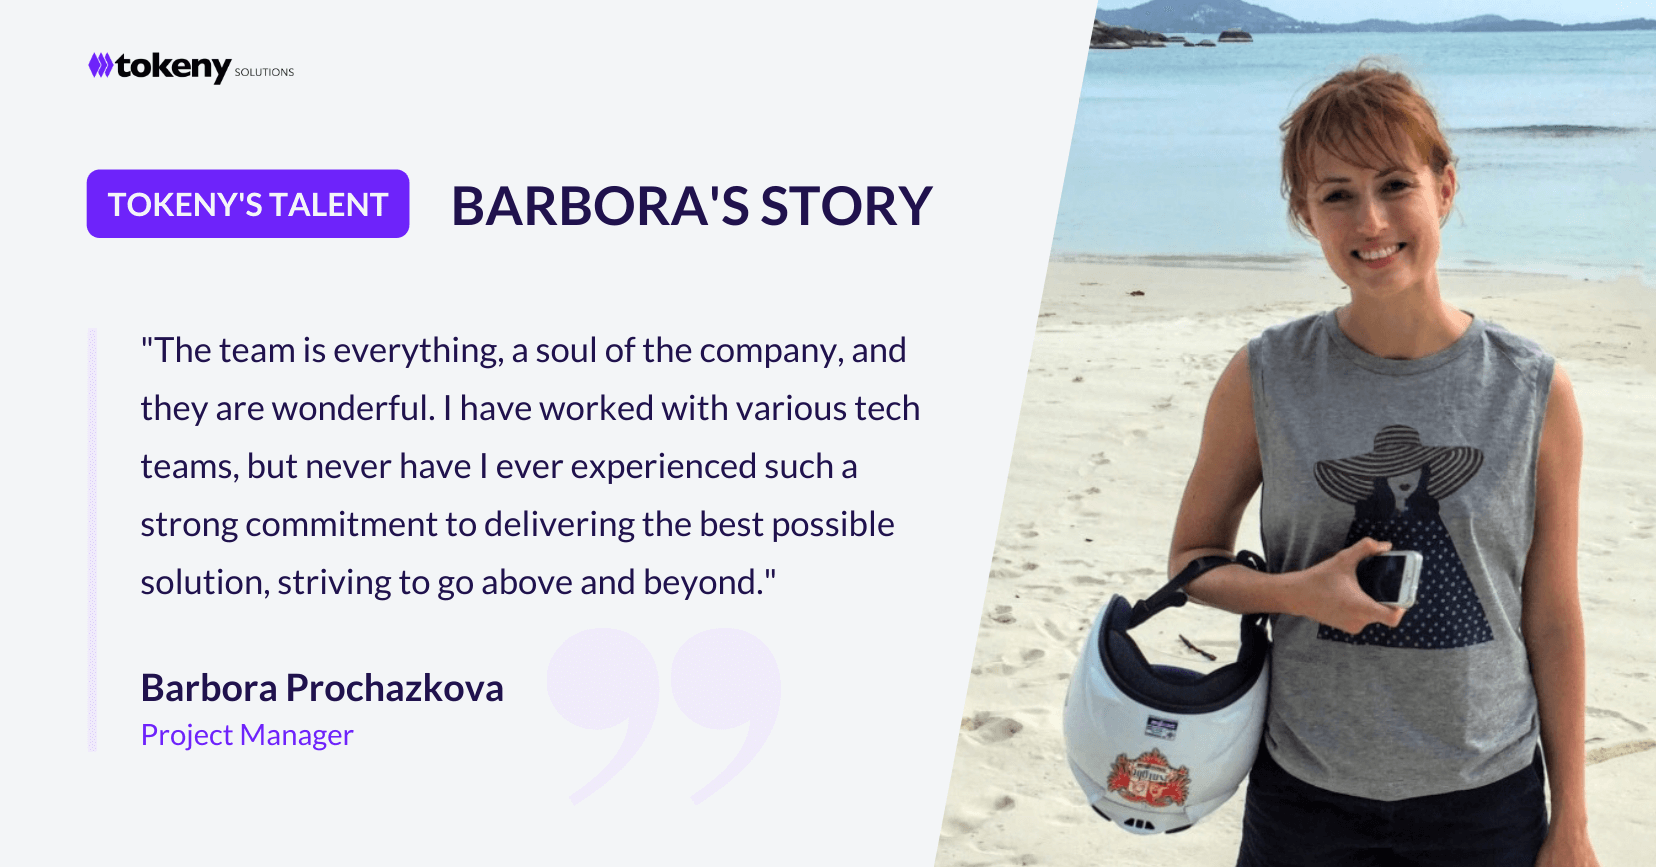 tokeny SOLUTIONS
TOKENY'S TALENT
BARBORA'S STORY
"The team is everything, a soul of the company, and
they are wonderful. I have worked with various tech
teams, but never have I ever experienced such a
strong commitment to delivering the best possible
solution, striving to go above and beyond."
Barbora Prochazkova
Project Manager